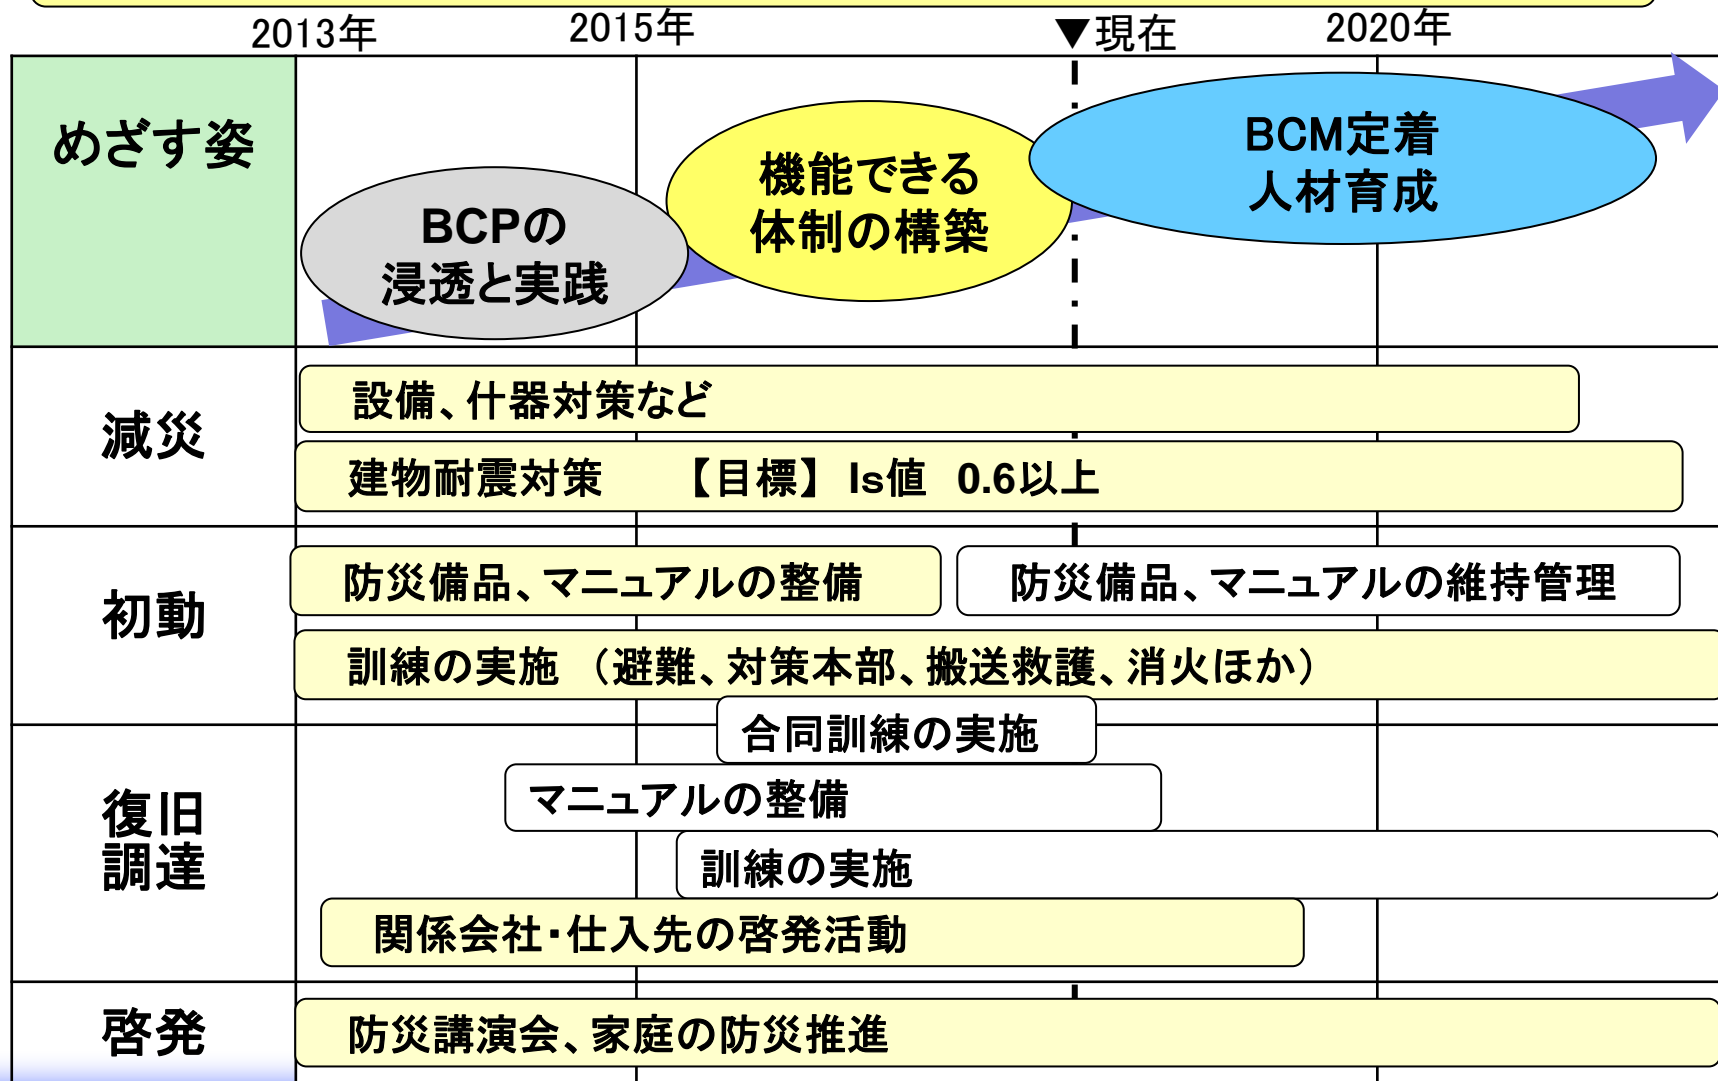 2013年
2015年
▼現在
2020年
めざす姿
BCPの
浸透と実践
機能できる
体制の構築
BCM定着
人材育成
減災
設備、什器対策など
建物耐震対策　【目標】 Is値 0.6以上
初動
防災備品、マニュアルの整備
防災備品、マニュアルの維持管理
訓練の実施 （避難、対策本部、搬送救護、消火ほか）
合同訓練の実施
復旧
調達
マニュアルの整備
訓練の実施
関係会社・仕入先の啓発活動
啓発
防災講演会、家庭の防災推進